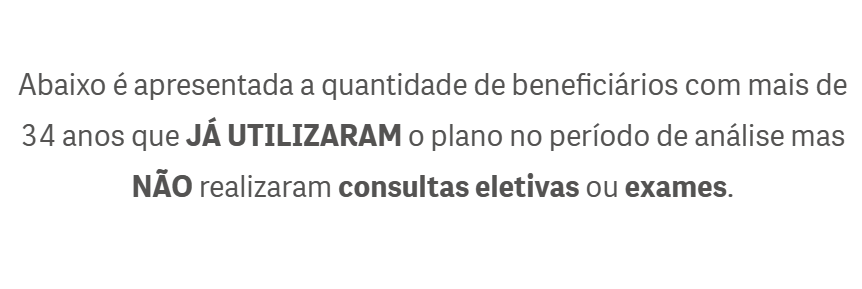 Abaixo é apresentada a quantidade de beneficiários com mais de
34 anos que JÁ UTILIZARAM o plano no período de análise mas
NÃO realizaram consultas eletivas ou exames.